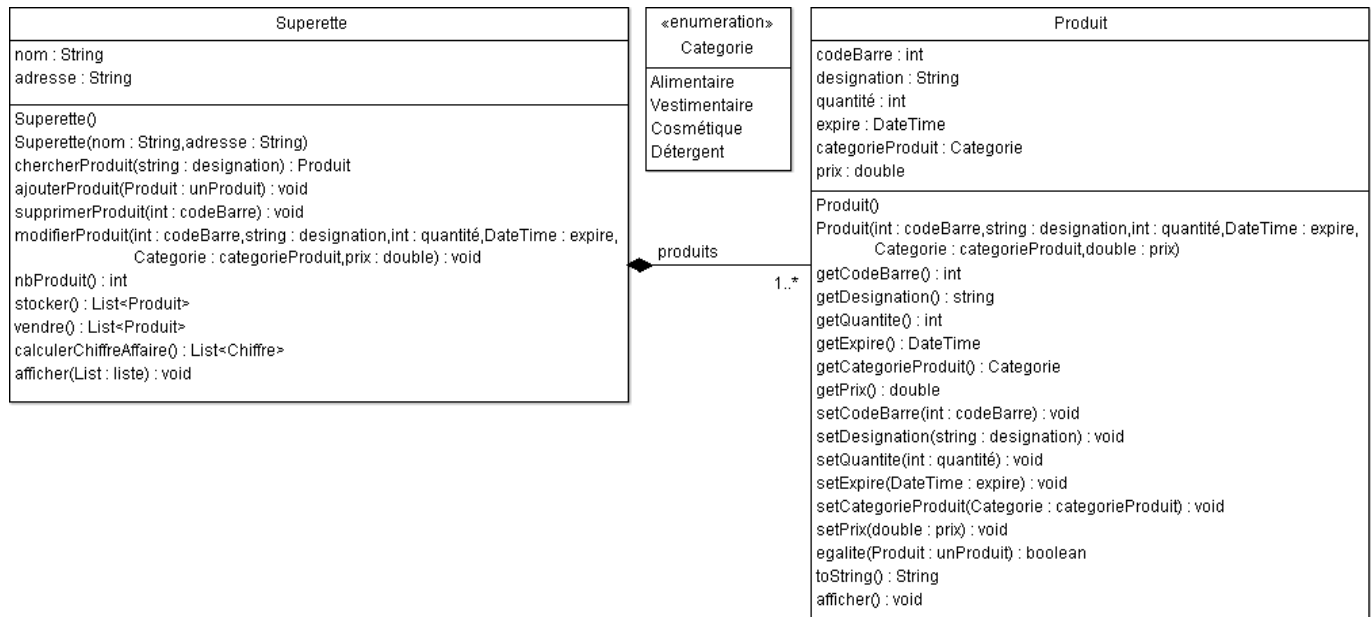 Superette
nom : String
adresse : String
Superette()
Superette(nom : String,adresse : String)
chercherProduit(string : designation) : Produit
ajouterProduit(Produit : unProduit) : void
supprimerProduit(int : codeBarre) : void
modifierProduit(int : codeBarre,string : designation,int : quantité,DateTime : expire,
Categorie : categorieProduit,prix : double) : void
nbProduit() : int
stocker() : List<Produit>
vendre() : List<Produit>
calculerChiffreAffaire() : List<Chiffre>
afficher(List : liste) : void
«enumeration»
Categorie
Alimentaire
Vestimentaire
Cosmétique
Détergent
produits
1..*
Produit
codeBarre : int
designation : String
quantité : int
expire : DateTime
categorieProduit : Categorie
prix : double
Produit()
Produit(int : codeBarre,string : designation,int : quantité,DateTime : expire,
Categorie : categorieProduit,double : prix)
getCodeBarre() : int
getDesignation() : string
getQuantite() : int
getExpire() : DateTime
getCategorieProduit() : Categorie
getPrix() : double
setCodeBarre(int : codeBarre) : void
setDesignation(string : designation) : void
setQuantite(int : quantité) : void
setExpire(DateTime : expire) : void
setCategorieProduit(Categorie : categorieProduit) : void
setPrix(double : prix) : void
egalite(Produit : unProduit) : boolean
toString() : String
afficher() : void